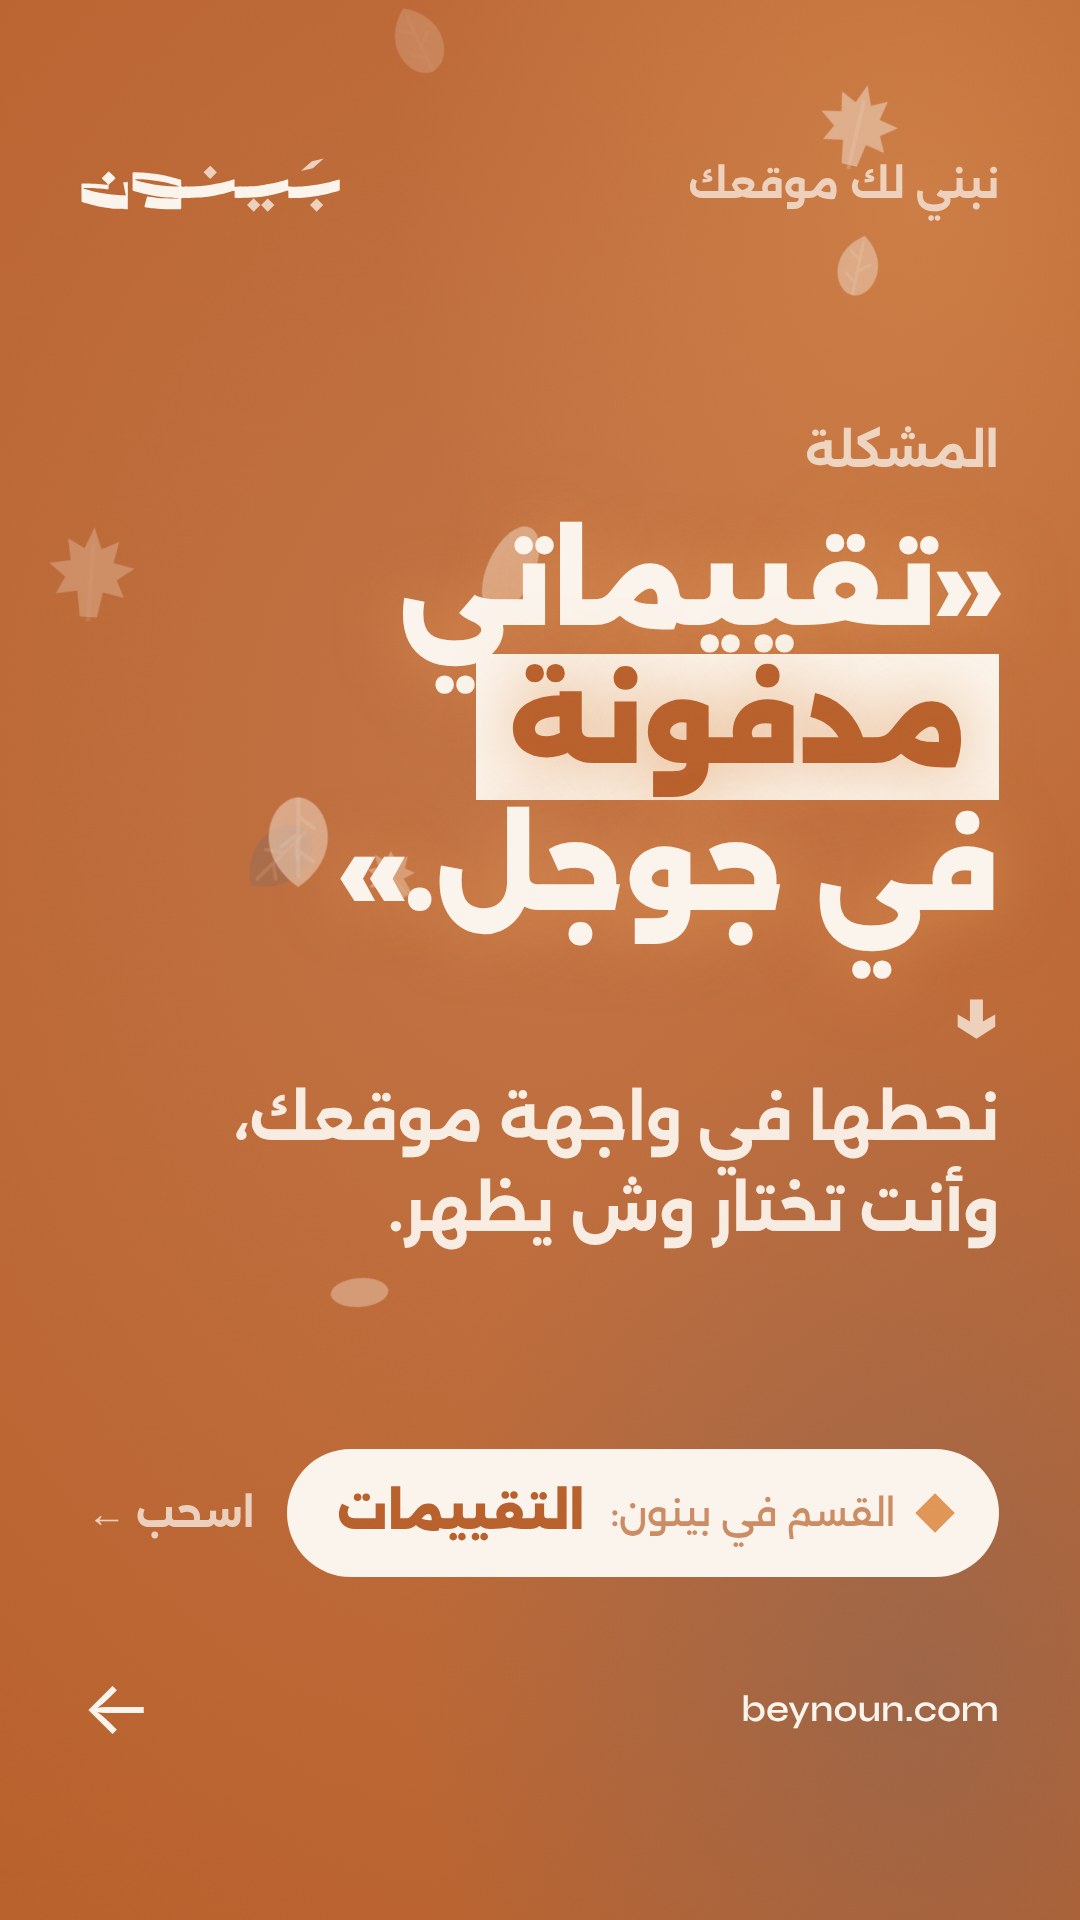 نبني لك موقعك
بَينون
المشكلة
«تقييماتي
مدفونة
في جوجل.»
↓
نحطها في واجهة موقعك،
وأنت تختار وش يظهر.
القسم في بينون: التقييمات
اسحب ←
beynoun.com
←